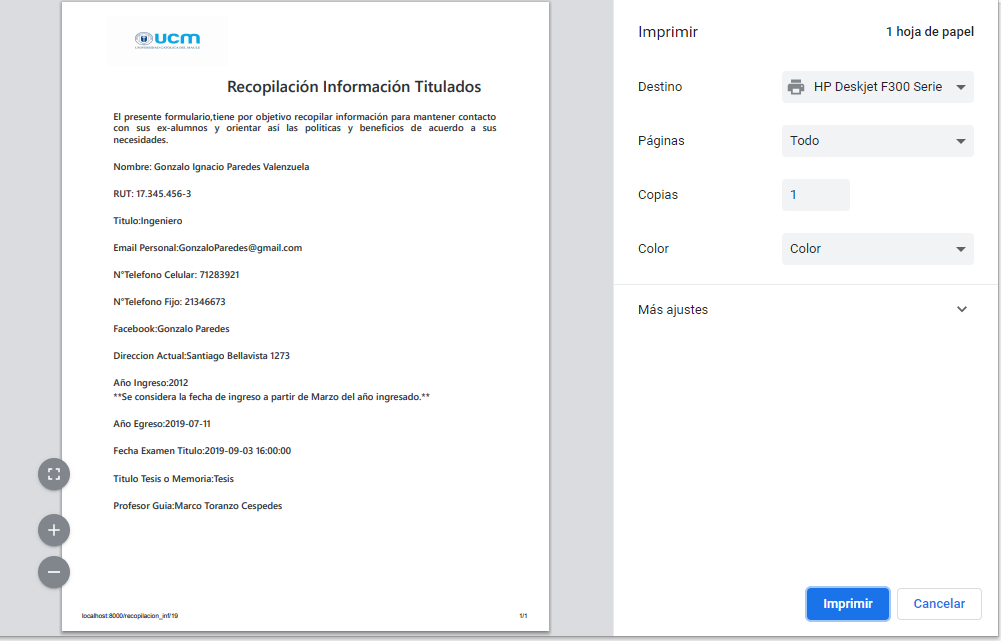 ucm
UNIVERSIDAD CATOLICA DEL MAULE
Recopilación Información Titulados
El presente formulario,tiene por objetivo recopilar información para mantener contacto
con sus ex-alumnos y orientar así las politicas y beneficios de acuerdo a sus
necesidades.
Nombre: Gonzalo Ignacio Paredes Valenzuela
RUT: 17.345.456-3
Titulo:Ingeniero
Email Personal:GonzaloParedes@gmail.com
N°Telefono Celular: 71283921
N°Telefono Fijo: 21346673
Facebook:Gonzalo Paredes
Direccion Actual:Santiago Bellavista 1273
Año Ingreso:2012
**Se considera la fecha de ingreso a partir de Marzo del año ingresado.**
Año Egreso:2019-07-11
Fecha Examen Titulo:2019-09-03 16:00:00
Titulo Tesis o Memoria:Tesis
Profesor Guia:Marco Toranzo Cespedes
localhost:8000/recopilacion_inf/19
1/1
Imprimir
1 hoja de papel
Destino
HP Deskjet F300 Serie
Páginas
Todo
Copias
1
Color
Color
Más ajustes
Imprimir
Cancelar